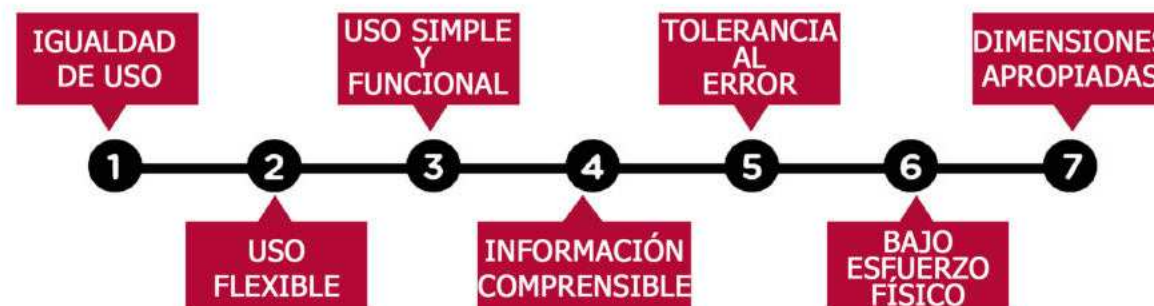 IGUALDAD
DE USO
1
2
USO
FLEXIBLE
USO SIMPLE
Y
FUNCIONAL
3
4
INFORMACIÓN
COMPRENSIBLE
TOLERANCIA
AL
ERROR
5
6
BAJO
ESFUERZO
FÍSICO
DIMENSIONES
APROPIADAS
7